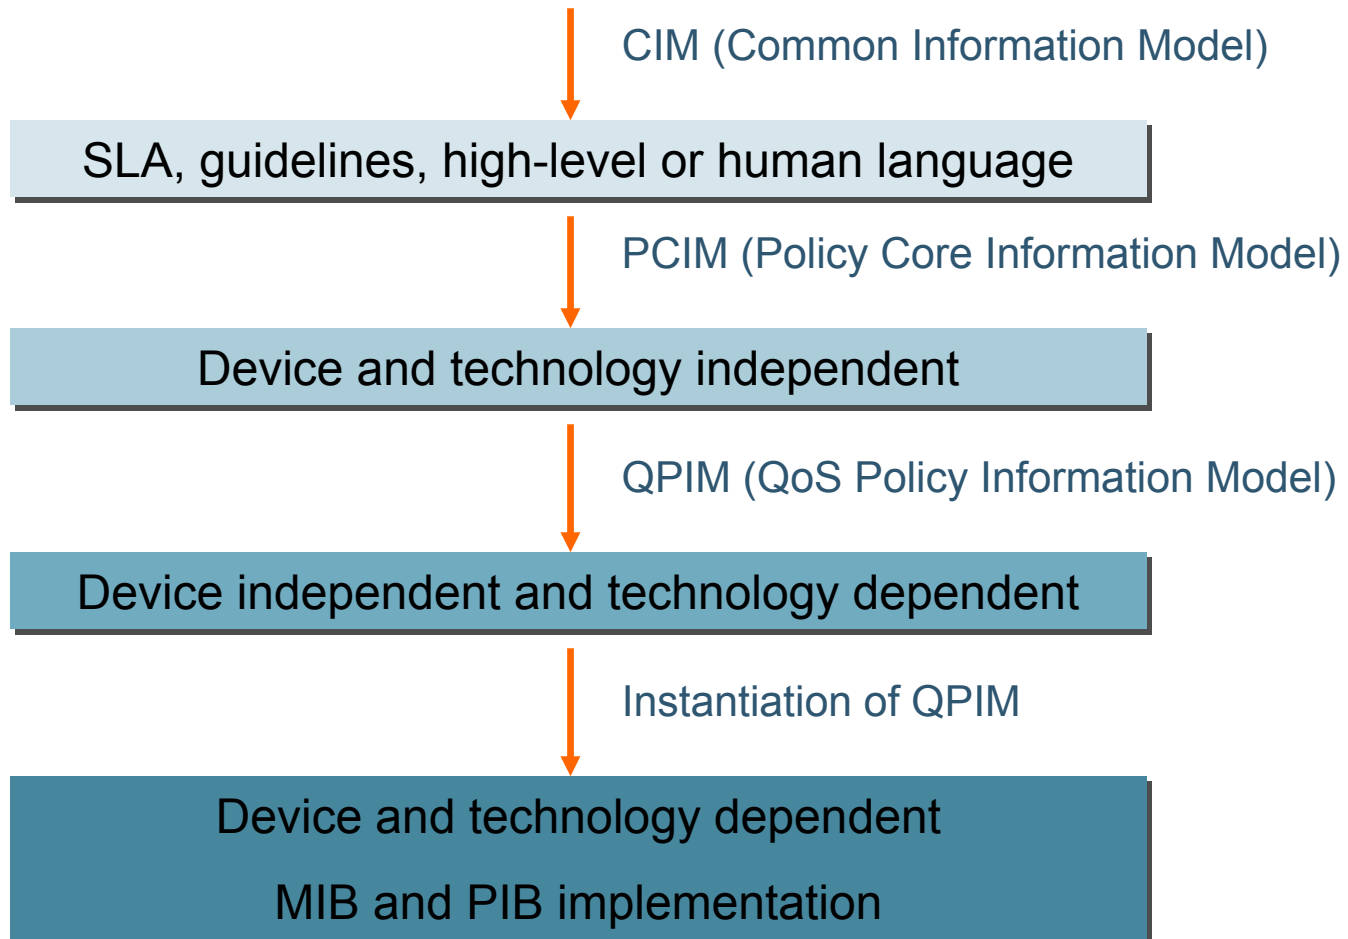 CIM (Common Information Model)
SLA, guidelines, high-level or human language
PCIM (Policy Core Information Model)
Device and technology independent
QPIM (QoS Policy Information Model)
Device independent and technology dependent
Instantiation of QPIM
Device and technology dependent
MIB and PIB implementation